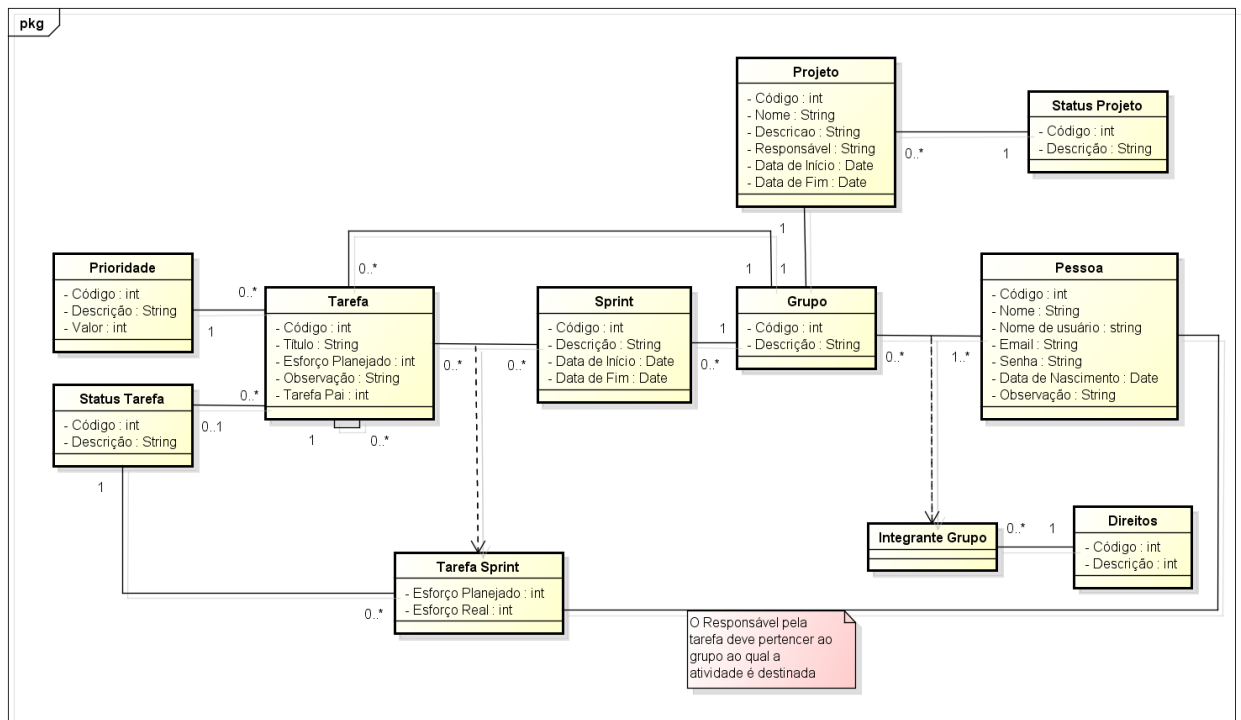 pkg
Projeto
- Código : int
- Nome : String
- Descricao : String
- Responsável : String
- Data de Início : Date
- Data de Fim : Date
0..*
1
Status Projeto
- Código : int
- Descrição : String
1
0..*
1
1
Prioridade
- Código : int
- Descrição : String
- Valor : int
0..*
1
Tarefa
- Código : int
- Título : String
- Esforço Planejado : int
- Observação : String
- Tarefa Pai : int
0..*
0..*
Sprint
- Código : int
- Descrição : String
- Data de Início : Date
- Data de Fim : Date
1
0..*
Grupo
- Código : int
- Descrição : String
0..*
1..*
Pessoa
- Código : int
- Nome : String
- Nome de usuário : string
- Email : String
- Senha : String
- Data de Nascimento : Date
- Observação : String
Status Tarefa
- Código : int
- Descrição : String
0..*
0..1
1
0..*
1
Tarefa Sprint
- Esforço Planejado : int
- Esforço Real : int
0..*
Integrante Grupo
0..*
1
Direitos
- Código : int
- Descrição : int
O Responsável pela
tarefa deve pertencer ao
grupo ao qual a
atividade é destinada